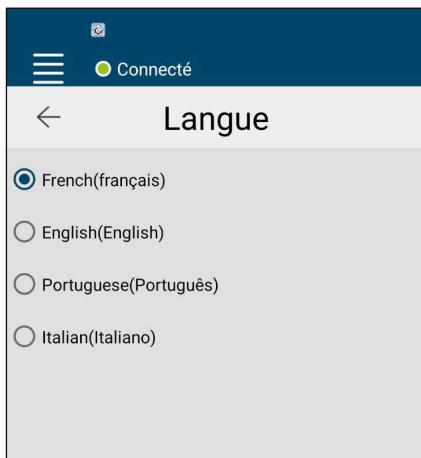 Connecté
Langue
French(français)
English(English)
Portuguese(Português)
Italian(Italiano)